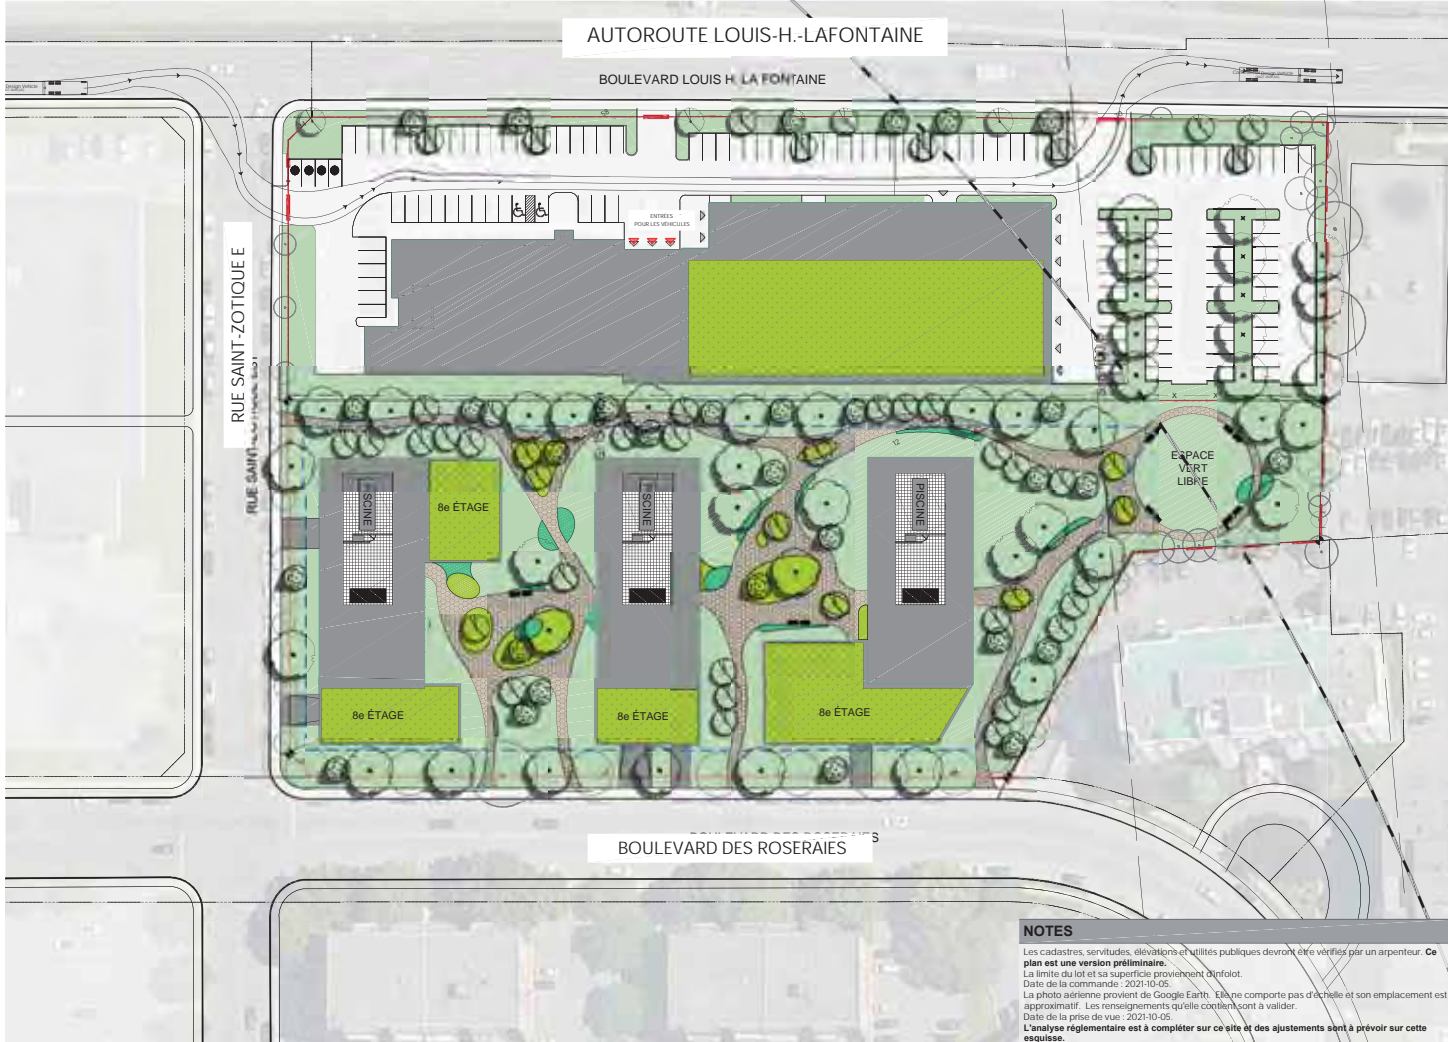 AUTOROUTE LOUIS-H.-LAFONTAINE
BOULEVARD LOUIS H. LA FONTAINE
Design Vehicle
RUE SAINT-ZOTIQUE E
ENTRÉES
POUR LES VÉHICULES
ESPACE
VERT
LIBRE
12
PISCINE
PISCINE
PISCINE
8e ÉTAGE
8e ÉTAGE
8e ÉTAGE
8e ÉTAGE
BOULEVARD DES ROSERAIES
NOTES
Les cadastres, servitudes, élévations et utilités publiques devront être vérifiés par un arpenteur. Ce
plan est une version préliminaire.
La limite du lot et sa superficie proviennent d'Infolot.
Date de la commande : 2021-10-05.
La photo aérienne provient de Google Earth. Elle ne comporte pas d'échelle et son emplacement est
approximatif. Les renseignements qu'elle contient sont à valider.
Date de la prise de vue : 2021-10-05.
L'analyse réglementaire est à compléter sur ce site et des ajustements sont à prévoir sur cette
esquisse.